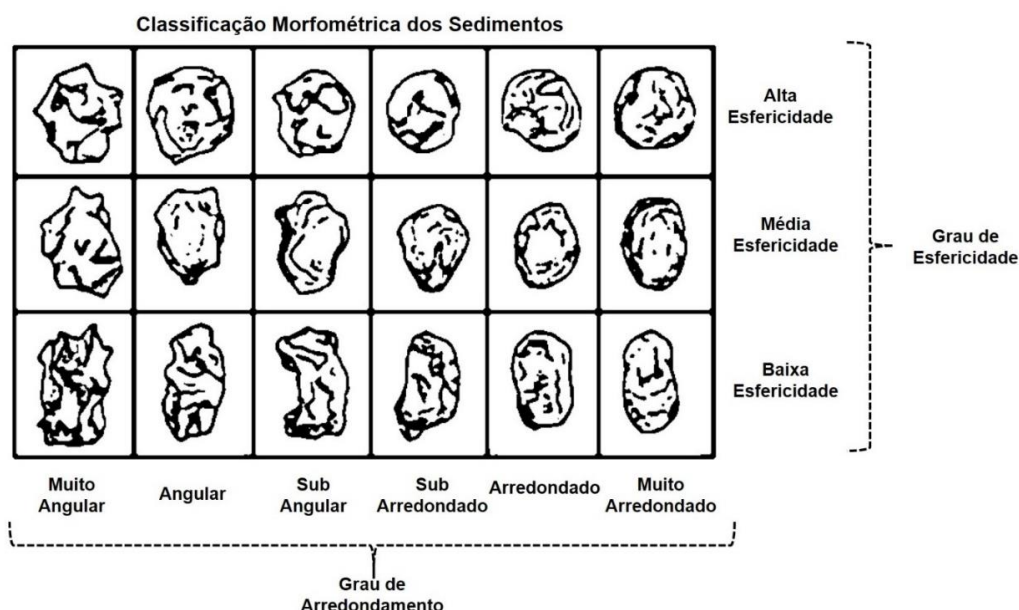 Classificação Morfométrica dos Sedimentos
Alta
Esfericidade
Média
Esfericidade
Baixa
Esfericidade
Grau de
Esfericidade
Muito
Angular
Angular
Sub
Angular
Sub
Arredondado
Arredondado
Muito
Arredondado
Grau de
Arredondamento